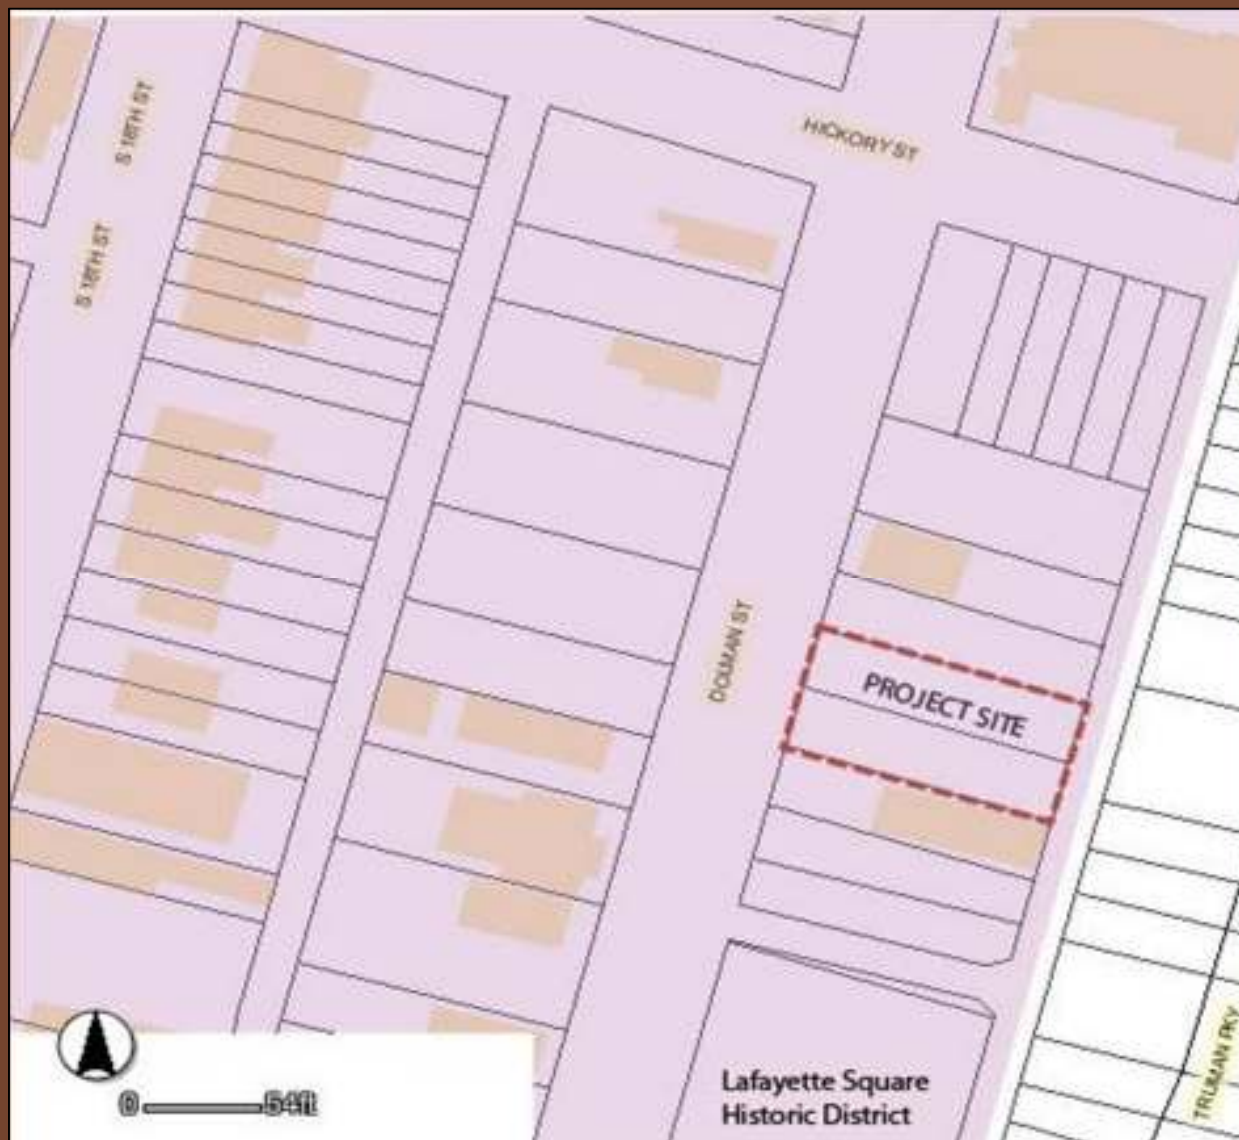 S 18TH ST
HICKORY ST
S 18TH ST
DOLMAN ST
PROJECT SITE
TRUMAN PKY
Lafayette Square
Historic District
0 54ft